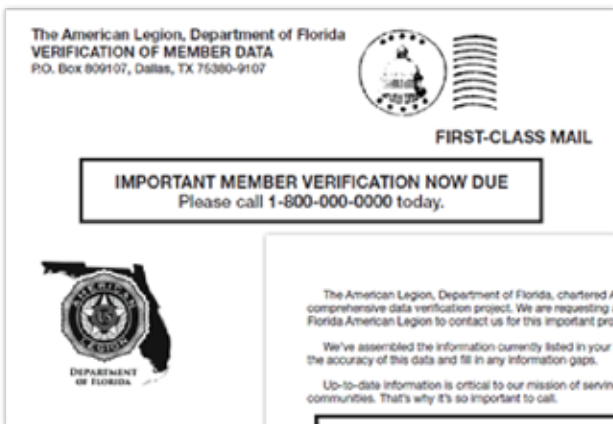 The American Legion, Department of Florida
VERIFICATION OF MEMBER DATA
P.O. Box 809107, Dallas, TX 75380-9107
FIRST-CLASS MAIL
IMPORTANT MEMBER VERIFICATION NOW DUE
Please call 1-800-000-0000 today.
AMERICAN
LEGION
DEPARTMENT
OF FLORIDA
The American Legion, Department of Florida, chartered
comprehensive data verification project. We are requesting
Florida American Legion to contact us for this important
We've assembled the information currently listed in your
the accuracy of this data and fill in any information gaps.
Up-to-date information is critical to our mission of
communities. That's why it's so important to call.